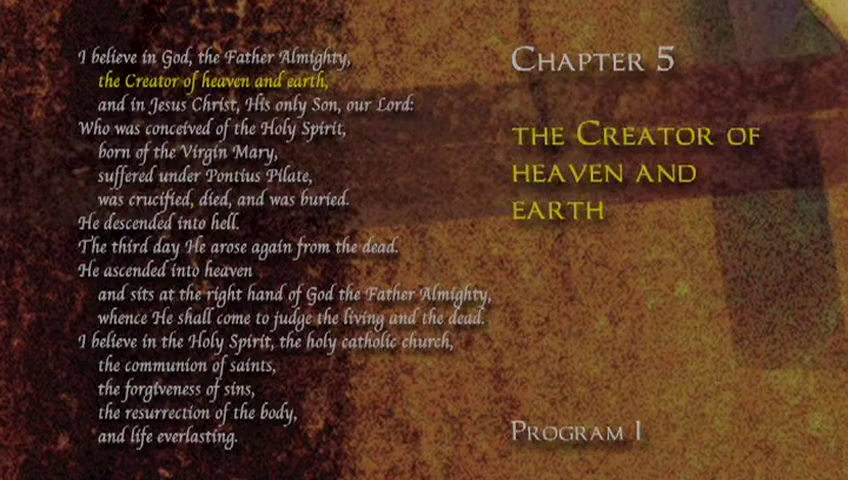 I believe in God, the Father Almighty,
the Creator of heaven and earth,
and in Jesus Christ, His only Son, our Lord:
Who was conceived of the Holy Spirit,
born of the Virgin Mary,
suffered under Pontius Pilate,
was crucified, died, and was buried.
He descended into hell.
The third day He arose again from the dead.
He ascended into heaven
and sits at the right hand of God the Father Almighty,
whence He shall come to judge the living and the dead.
I believe in the Holy Spirit, the holy catholic church,
the communion of saints,
the forgiveness of sins,
the resurrection of the body,
and life everlasting.
Chapter 5
the Creator of
heaven and
earth
Program 1